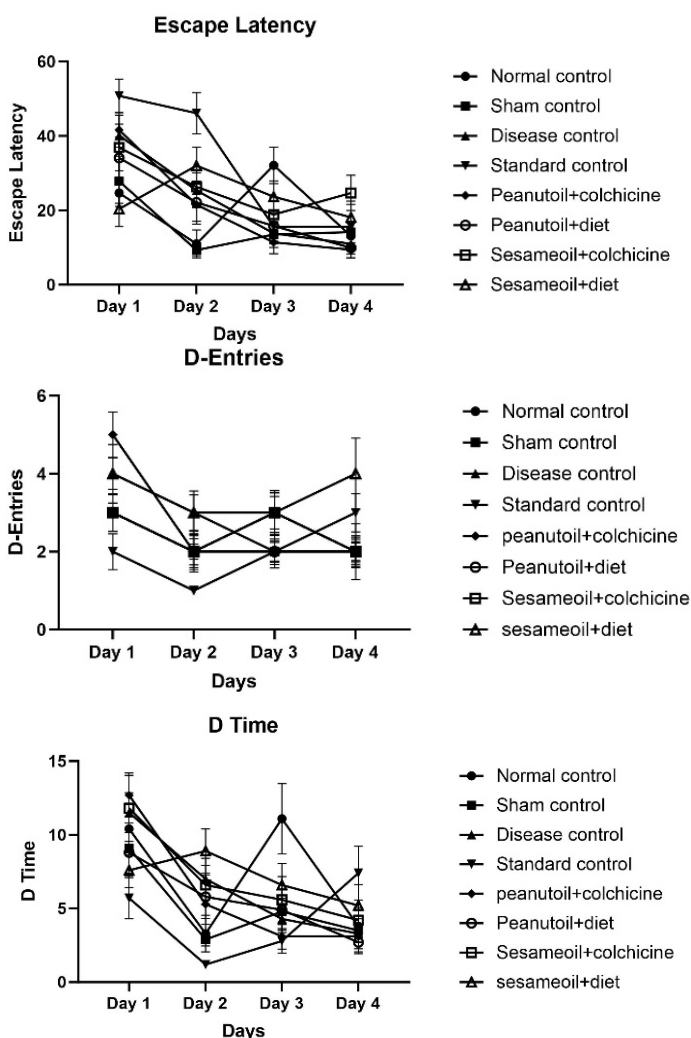 Escape Latency
60
40
20
0
Escape Latency
Day 1 Day 2 Day 3 Day 4
Days
Normal control
Sham control
Disease control
Standard control
Peanutoil+colchicine
Peanutoil+diet
Sesameoil+colchicine
Sesameoil+diet
D-Entries
6
4
2
0
D-Entries
Day 1 Day 2 Day 3 Day 4
Days
Normal control
Sham control
Disease control
Standard control
peanutoil+colchicine
Peanutoil+diet
Sesameoil+colchicine
sesameoil+diet
D Time
15
10
5
0
D Time
Day 1 Day 2 Day 3 Day 4
Days
Normal control
Sham control
Disease control
Standard control
peanutoil+colchicine
Peanutoil+diet
Sesameoil+colchicine
sesameoil+diet